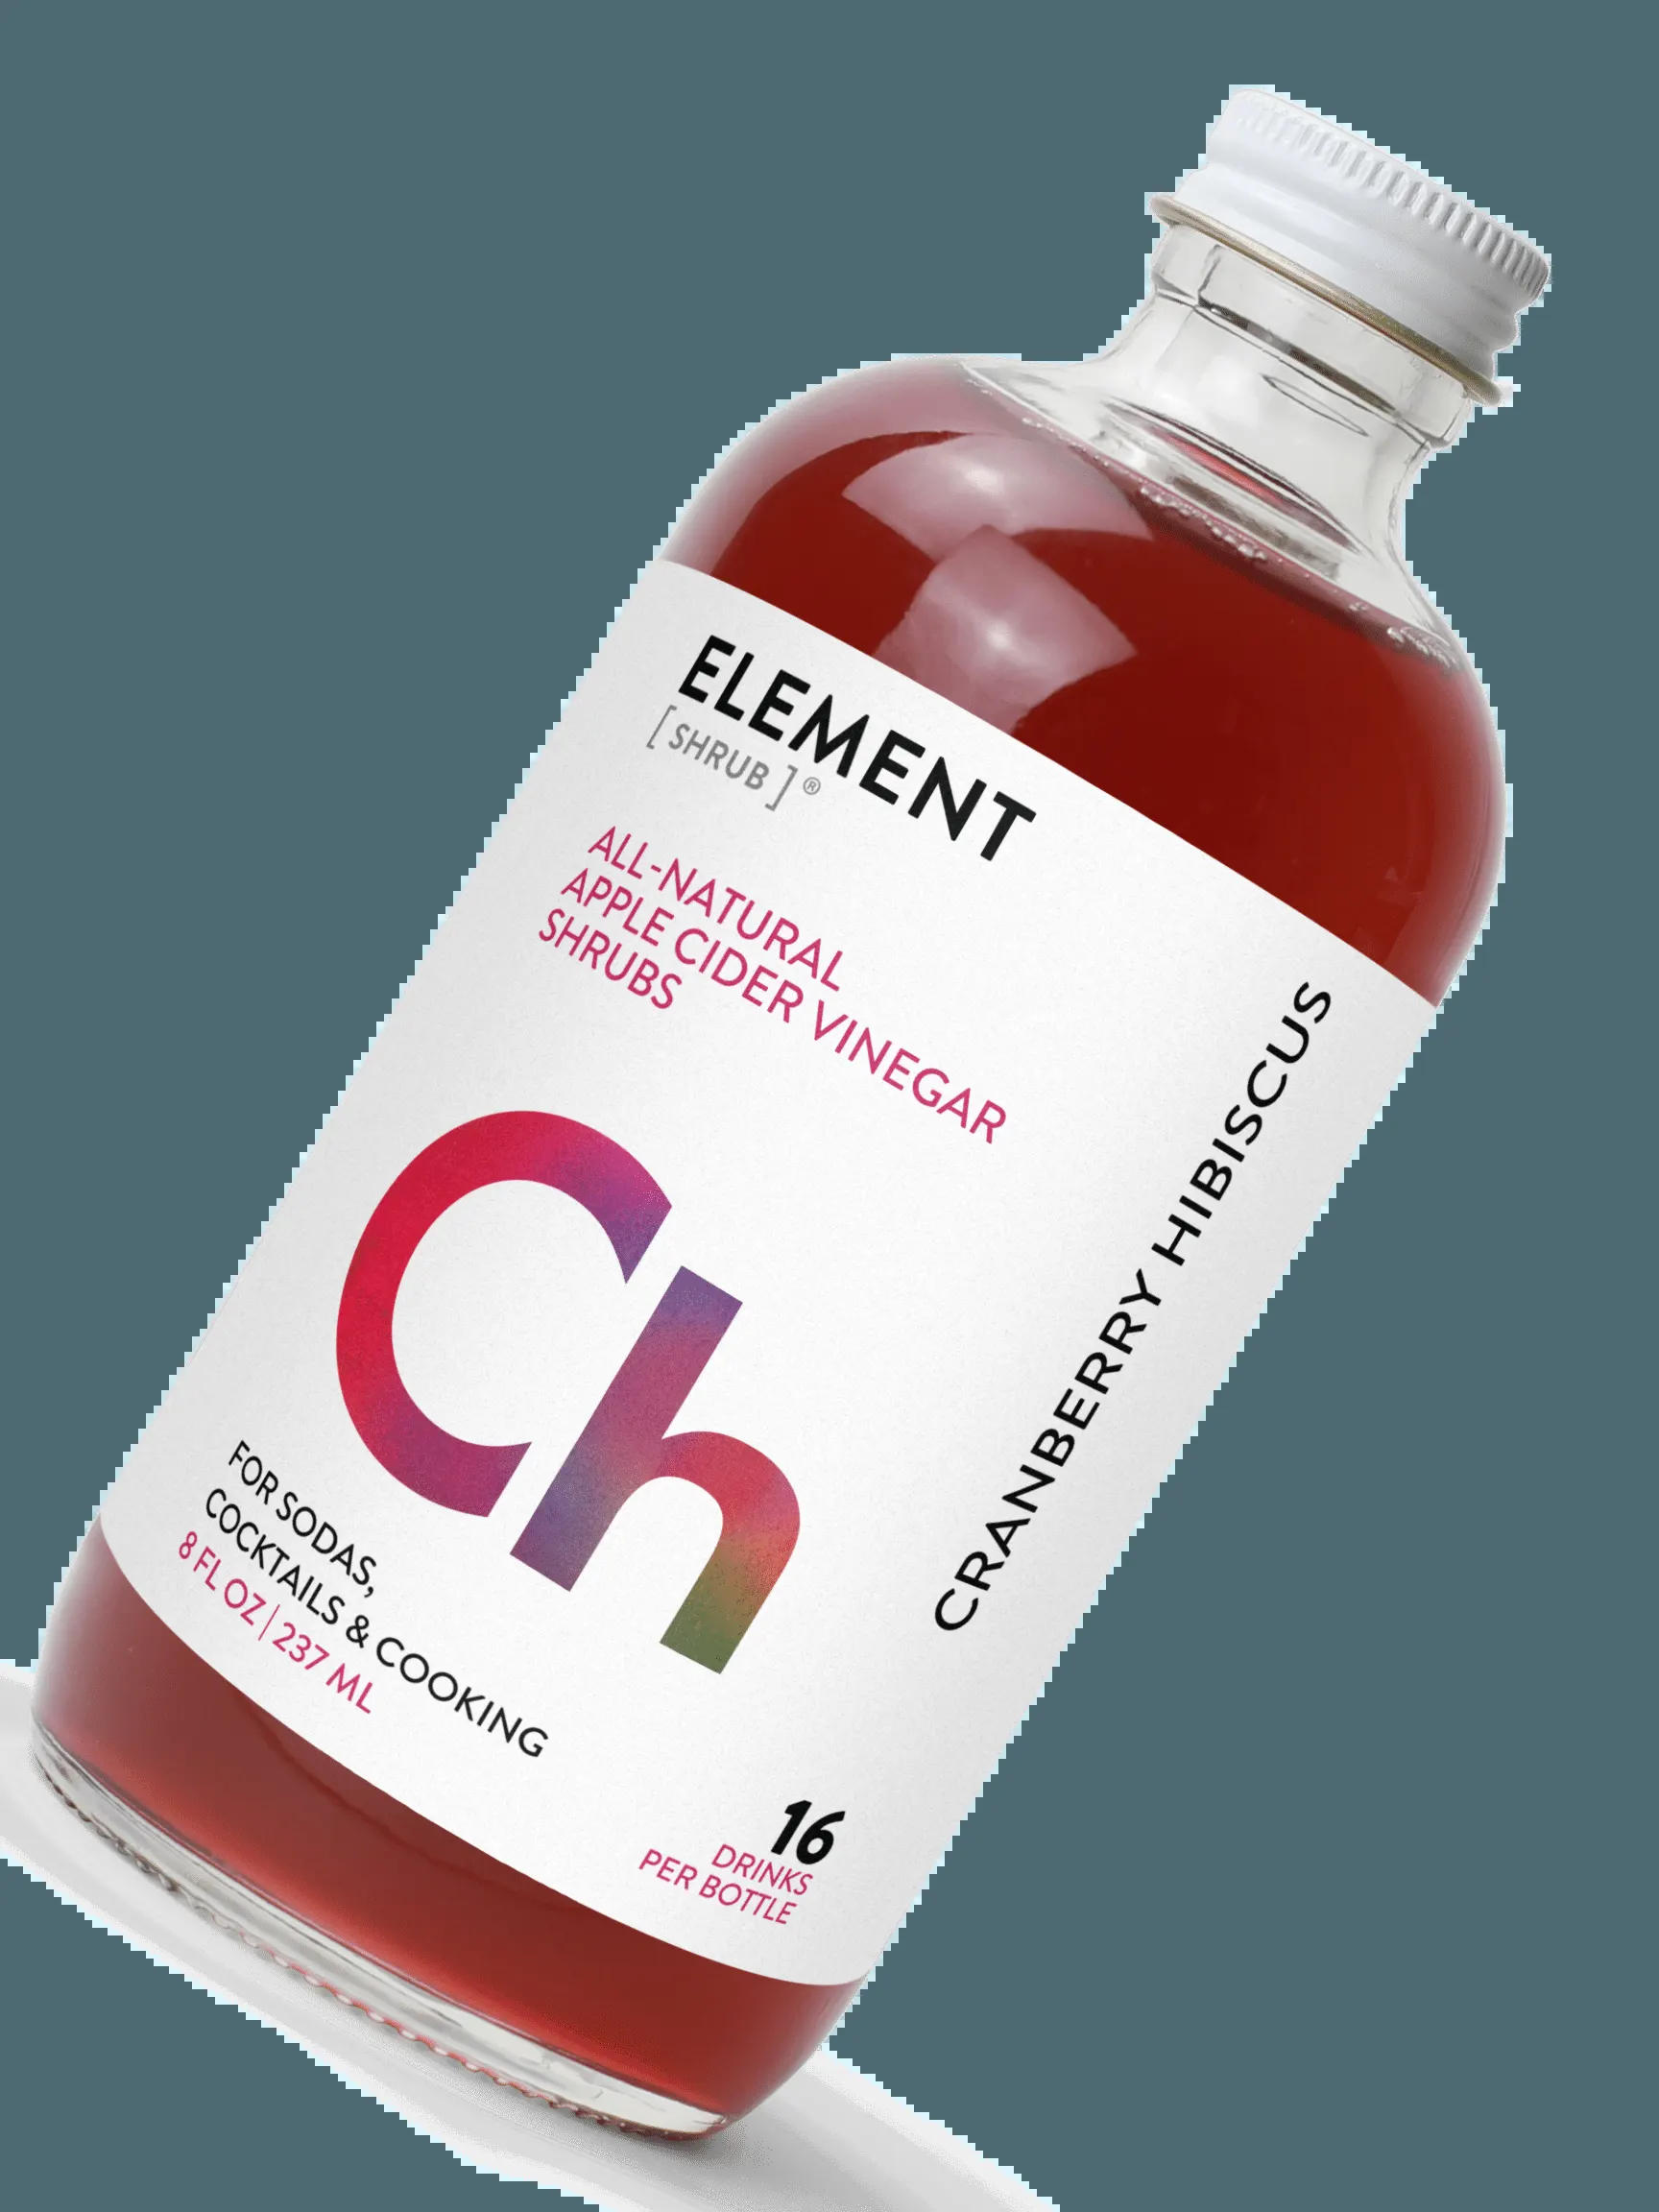 ELEMENT
[SHRUB]®
ALL-NATURAL
APPLE CIDER VINEGAR
SHRUBS
Ch
CRANBERRY HIBISCUS
FOR SODAS,
COCKTAILS & COOKING
8 FL OZ | 237 ML
16
DRINKS
PER BOTTLE